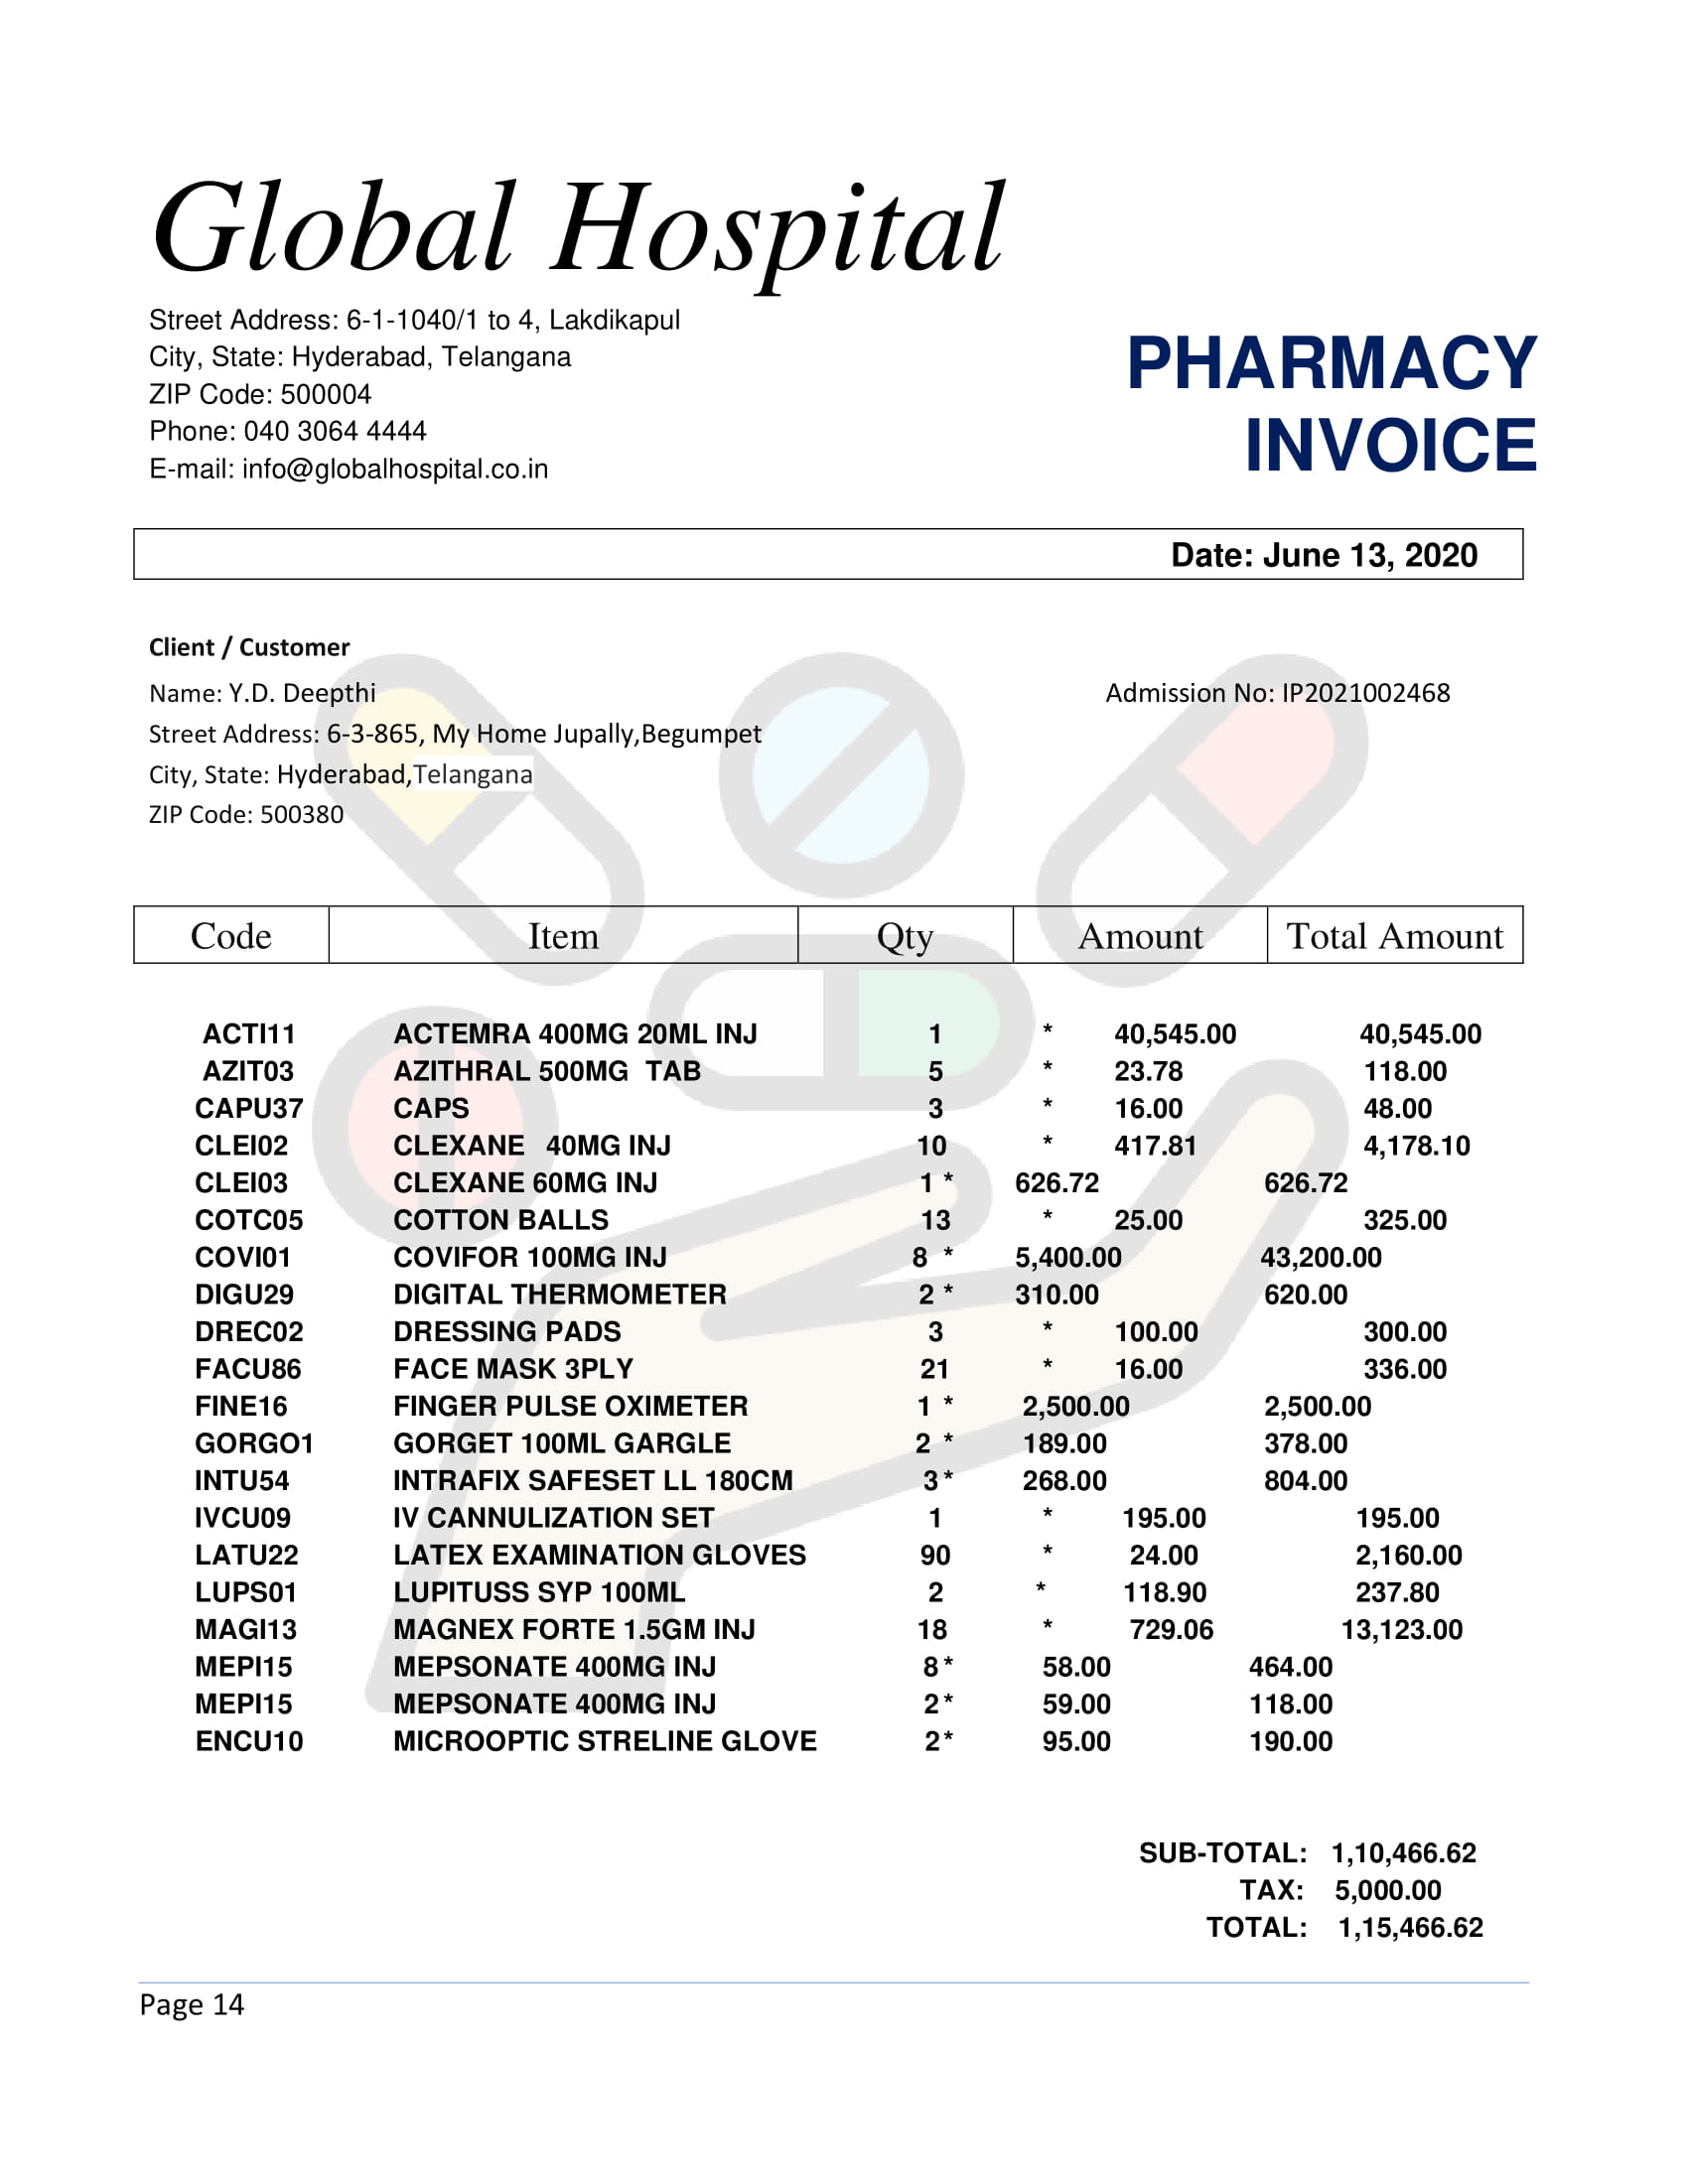 Global Hospital
Street Address: 6-1-1040/1 to 4, Lakdikapul
City, State: Hyderabad, Telangana
ZIP Code: 500004
Phone: 040 3064 4444
E-mail: info@globalhospital.co.in
PHARMACY
INVOICE
Date: June 13, 2020
Client / Customer
Name: Y.D. Deepthi Admission No: IP2021002468
Street Address: 6-3-865, My Home Jupally,Begumpet
City, State: Hyderabad,Telangana
ZIP Code: 500380
Code Item Qty Amount Total Amount
ACTI11 ACTEMRA 400MG 20ML INJ 1 * 40,545.00 40,545.00
AZIT03 AZITHRAL 500MG TAB 5 * 23.78 118.00
CAPU37 CAPS 3 * 16.00 48.00
CLEI02 CLEXANE 40MG INJ 10 * 417.81 4,178.10
CLEI03 CLEXANE 60MG INJ 1 * 626.72 626.72
COTC05 COTTON BALLS 13 * 25.00 325.00
COVI01 COVIFOR 100MG INJ 8 * 5,400.00 43,200.00
DIGU29 DIGITAL THERMOMETER 2 * 310.00 620.00
DREC02 DRESSING PADS 3 * 100.00 300.00
FACU86 FACE MASK 3PLY 21 * 16.00 336.00
FINE16 FINGER PULSE OXIMETER 1 * 2,500.00 2,500.00
GORGO1 GORGET 100ML GARGLE 2 * 189.00 378.00
INTU54 INTRAFIX SAFESET LL 180CM 3 * 268.00 804.00
IVCU09 IV CANNULIZATION SET 1 * 195.00 195.00
LATU22 LATEX EXAMINATION GLOVES 90 * 24.00 2,160.00
LUPS01 LUPITUSS SYP 100ML 2 * 118.90 237.80
MAGI13 MAGNEX FORTE 1.5GM INJ 18 * 729.06 13,123.00
MEPI15 MEPSONATE 400MG INJ 8 * 58.00 464.00
MEPI15 MEPSONATE 400MG INJ 2 * 59.00 118.00
ENCU10 MICROOPTIC STRELINE GLOVE 2 * 95.00 190.00
SUB-TOTAL: 1,10,466.62
TAX: 5,000.00
TOTAL: 1,15,466.62
Page 14